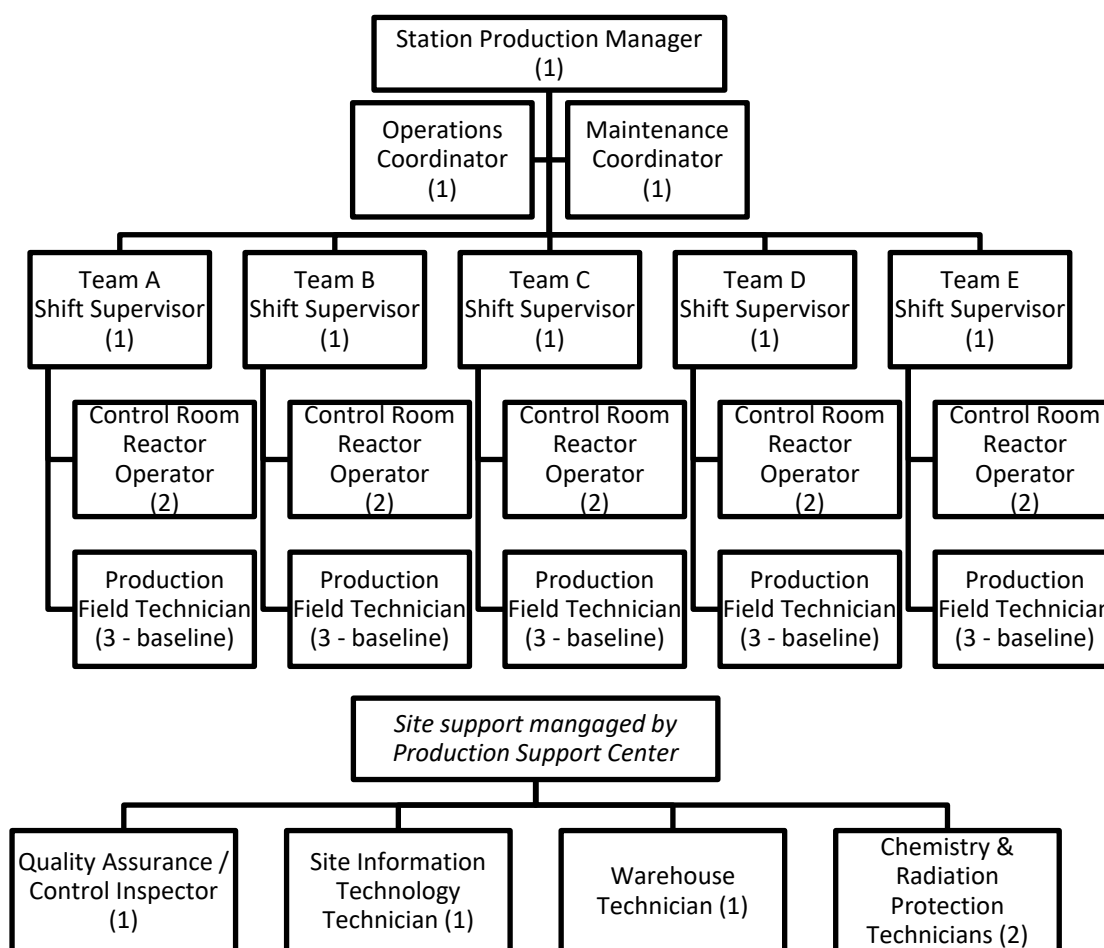 Station Production Manager
(1)
Operations
Coordinator
(1)
Maintenance
Coordinator
(1)
Team A
Shift Supervisor
(1)
Team B
Shift Supervisor
(1)
Team C
Shift Supervisor
(1)
Team D
Shift Supervisor
(1)
Team E
Shift Supervisor
(1)
Control Room
Reactor
Operator
(2)
Control Room
Reactor
Operator
(2)
Control Room
Reactor
Operator
(2)
Control Room
Reactor
Operator
(2)
Control Room
Reactor
Operator
(2)
Production
Field Technician
(3 - baseline)
Production
Field Technician
(3 - baseline)
Production
Field Technician
(3 - baseline)
Production
Field Technician
(3 - baseline)
Production
Field Technician
(3 - baseline)
Site support mangaged by
Production Support Center
Quality Assurance /
Control Inspector
(1)
Site Information
Technology
Technician (1)
Warehouse
Technician (1)
Chemistry &
Radiation
Protection
Technicians (2)